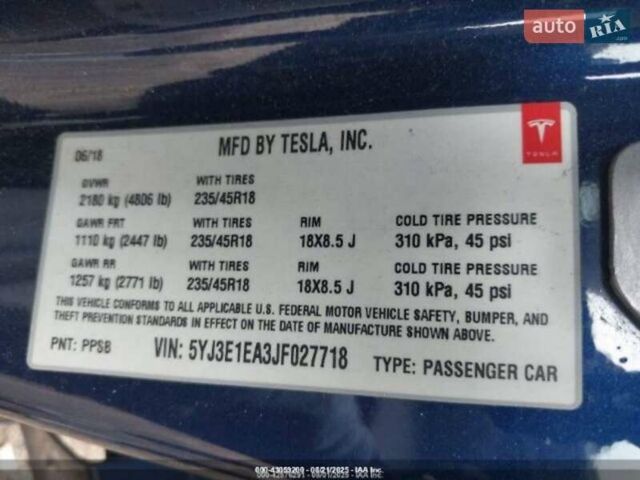 auto RIA
.com
06/18
MFD BY TESLA, INC.
TESLA
GVWR
2180 kg (4806 lb)
WITH TIRES
235/45R18
GAWR FRT
1110 kg (2447 lb)
WITH TIRES
235/45R18
RIM
18X8.5 J
COLD TIRE PRESSURE
310 kPa, 45 psi
GAWR RR
1257 kg (2771 lb)
WITH TIRES
235/45R18
RIM
18X8.5 J
COLD TIRE PRESSURE
310 kPa, 45 psi
THIS VEHICLE CONFORMS TO ALL APPLICABLE U.S. FEDERAL MOTOR VEHICLE SAFETY, BUMPER, AND
THEFT PREVENTION STANDARDS IN EFFECT ON THE DATE OF MANUFACTURE SHOWN ABOVE.
PNT: PPSB
VIN: 5YJ3E1EA3JF027718
TYPE: PASSENGER CAR